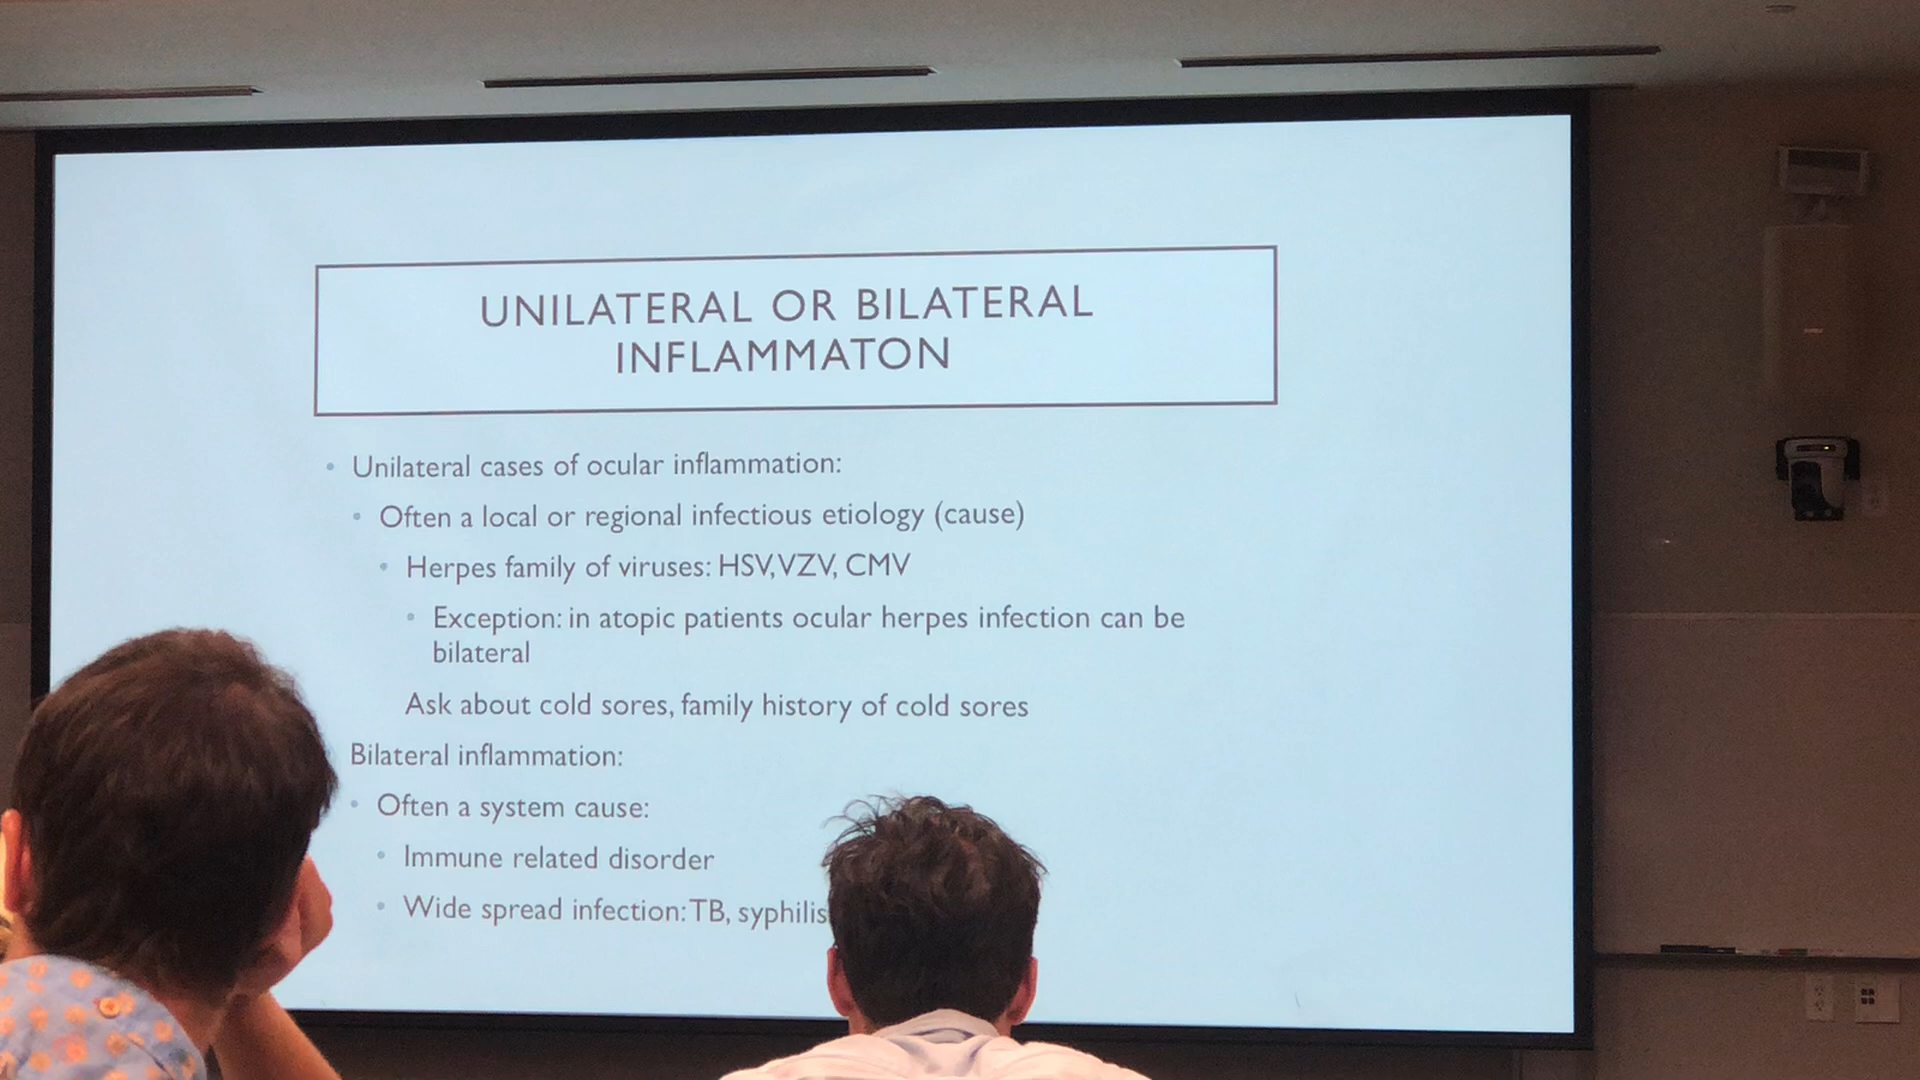 UNILATERAL OR BILATERAL
INFLAMMATON
• Unilateral cases of ocular inflammation:
• Often a local or regional infectious etiology (cause)
• Herpes family of viruses: HSV, VZV, CMV
• Exception: in atopic patients ocular herpes infection can be
bilateral
Ask about cold sores, family history of cold sores
Bilateral inflammation:
• Often a system cause:
• Immune related disorder
• Wide spread infection: TB, syphilis